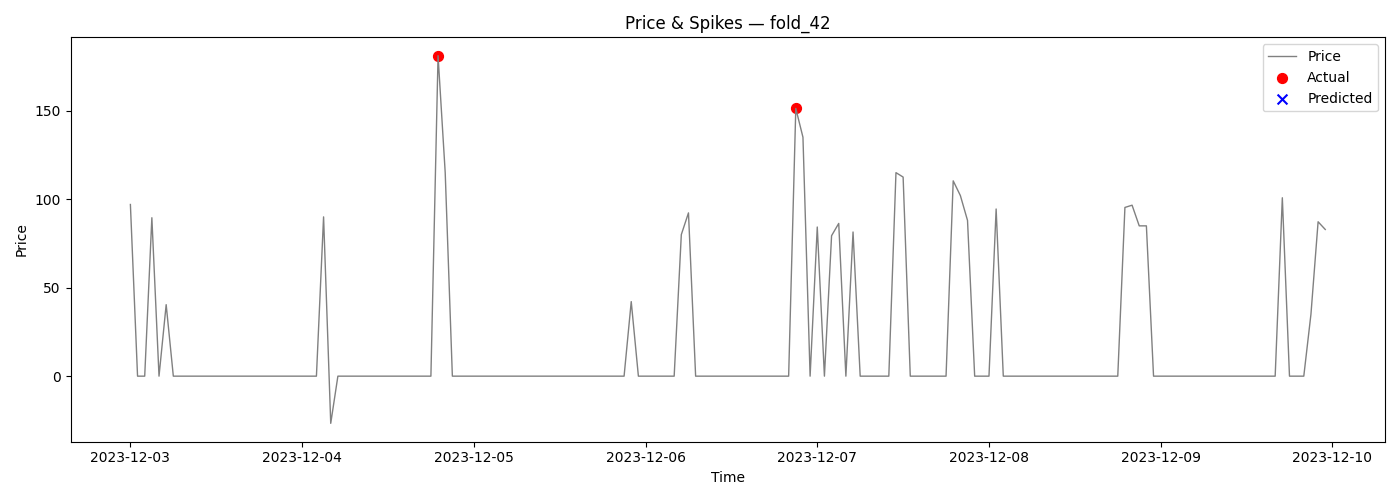 Price & Spikes — fold_42
Price
Actual
Predicted
150
100
50
0
Price
2023-12-03
2023-12-04
2023-12-05
2023-12-06
2023-12-07
2023-12-08
2023-12-09
2023-12-10
Time